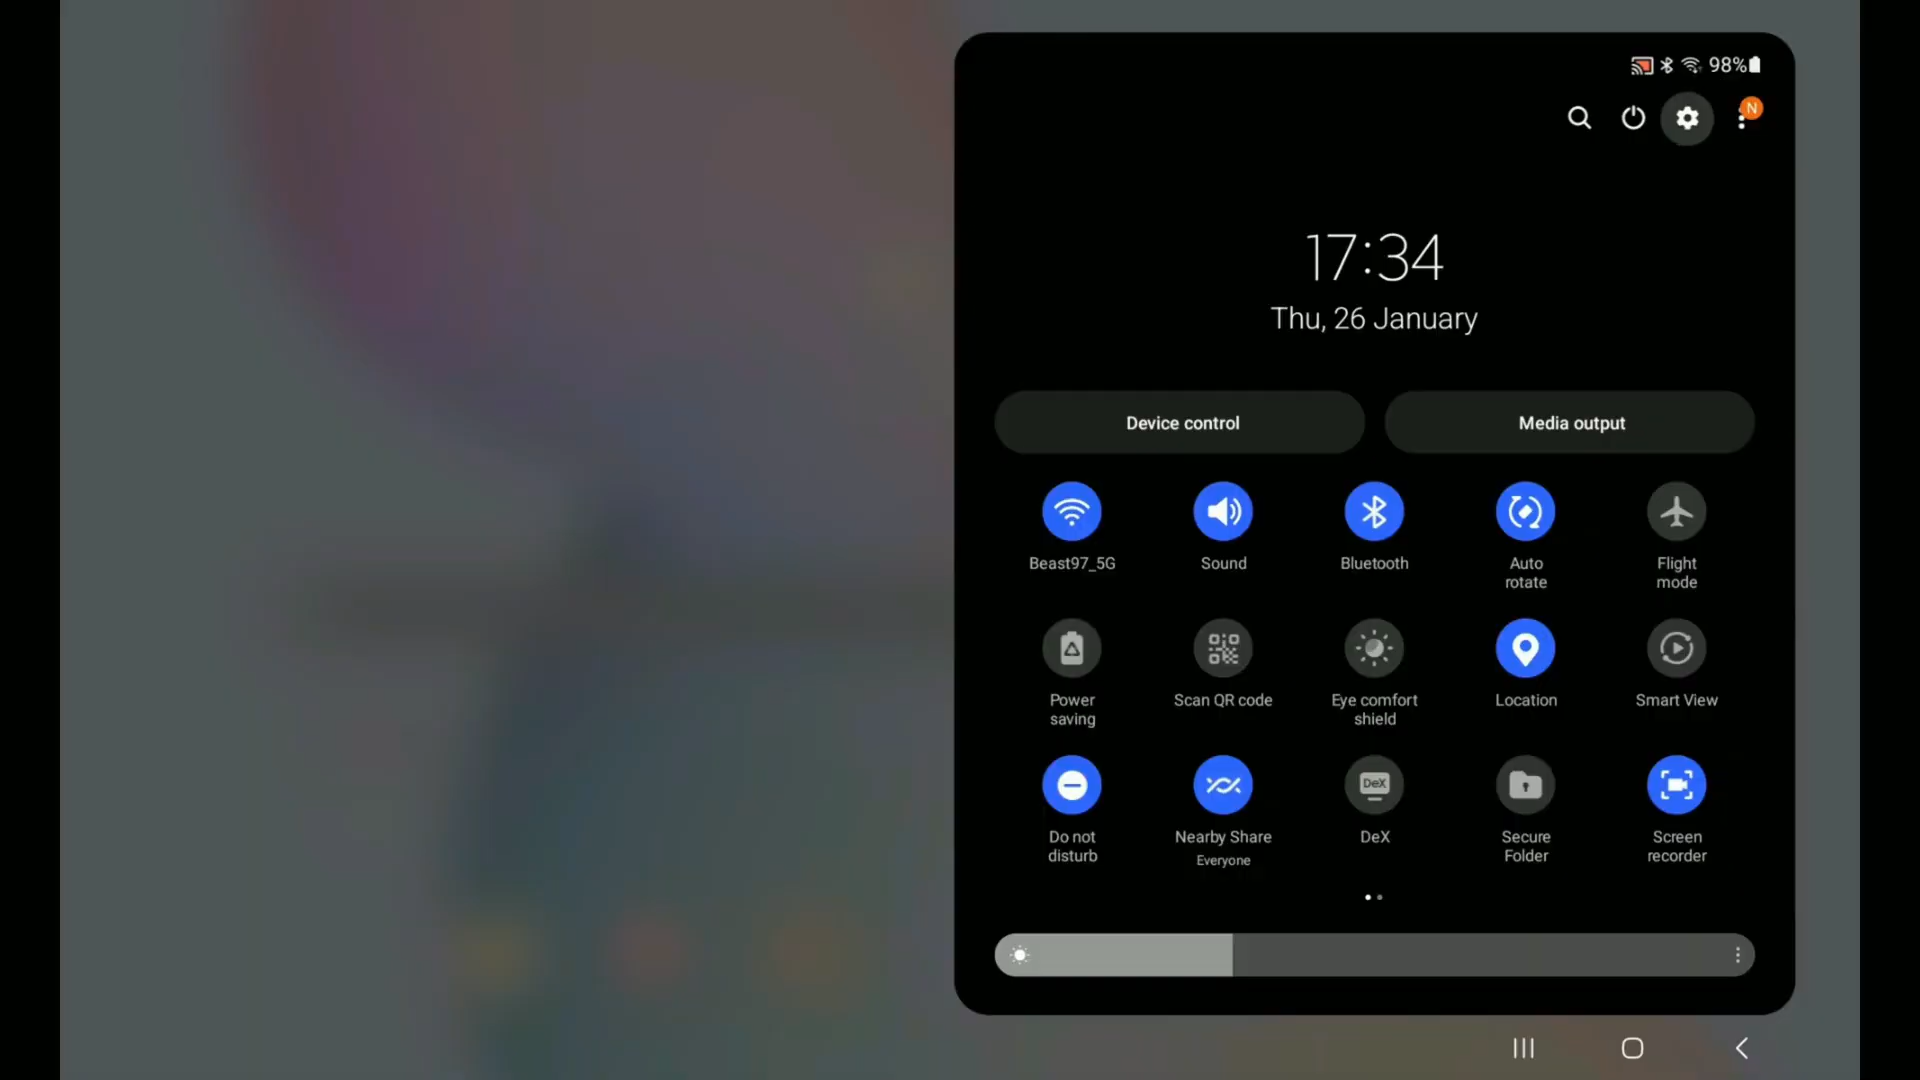 98%
N
17:34
Thu, 26 January
Device control
Media output
Beast97_5G
Sound
Bluetooth
Auto
rotate
Flight
mode
Power
saving
Scan QR code
Eye comfort
shield
Location
Smart View
Do not
disturb
Nearby Share
Everyone
DeX
DeX
Secure
Folder
Screen
recorder